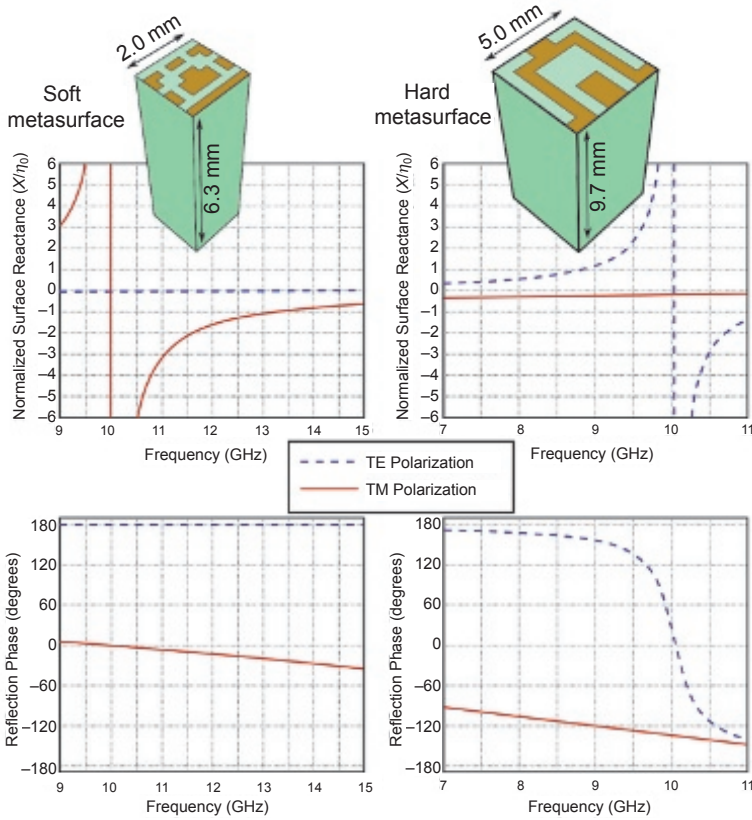 2.0 mm
Soft
metasurface
6.3 mm
5.0 mm
Hard
metasurface
9.7 mm
Normalized Surface Reactance (X/η0)
6
5
4
3
2
1
0
–1
–2
–3
–4
–5
–6
9 10 11 12 13 14 15
Frequency (GHz)
Normalized Surface Reactance (X/η0)
6
5
4
3
2
1
0
–1
–2
–3
–4
–5
–6
7 8 9 10 11
Frequency (GHz)
TE Polarization
TM Polarization
Reflection Phase (degrees)
180
120
60
0
–60
–120
–180
9 10 11 12 13 14 15
Frequency (GHz)
Reflection Phase (degrees)
180
120
60
0
–60
–120
–180
7 8 9 10 11
Frequency (GHz)